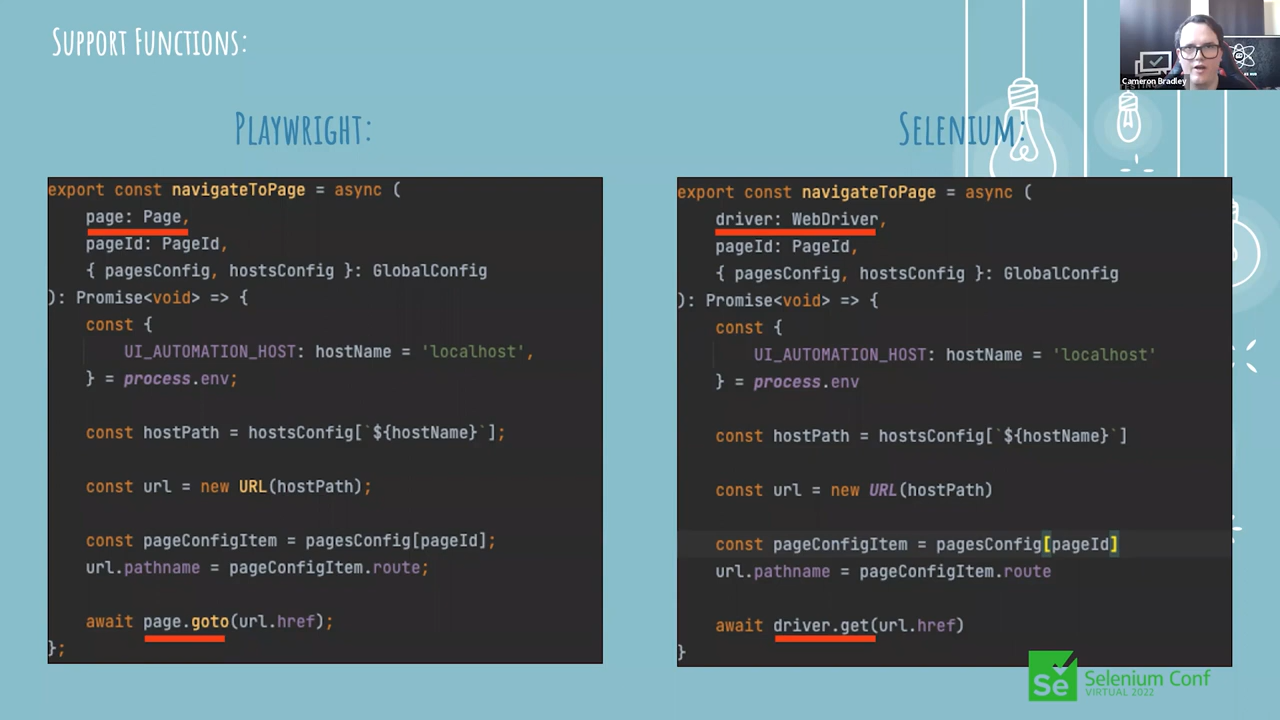 SUPPORT FUNCTIONS:
Cameron Bradley
PLAYWRIGHT:
export const navigateToPage = async (
page: Page,
pageId: PageId,
{ pagesConfig, hostsConfig }: GlobalConfig
): Promise<void> => {
const {
UI_AUTOMATION_HOST: hostName = 'localhost',
} = process.env;
const hostPath = hostsConfig[`${hostName}`];
const url = new URL(hostPath);
const pageConfigItem = pagesConfig[pageId];
url.pathname = pageConfigItem.route;
await page.goto(url.href);
};
SELENIUM:
export const navigateToPage = async (
driver: WebDriver,
pageId: PageId,
{ pagesConfig, hostsConfig }: GlobalConfig
): Promise<void> => {
const {
UI_AUTOMATION_HOST: hostName = 'localhost'
} = process.env
const hostPath = hostsConfig[`${hostName}`]
const url = new URL(hostPath)
const pageConfigItem = pagesConfig[pageId]
url.pathname = pageConfigItem.route
await driver.get(url.href)
}
Se
Selenium Conf
VIRTUAL 2022